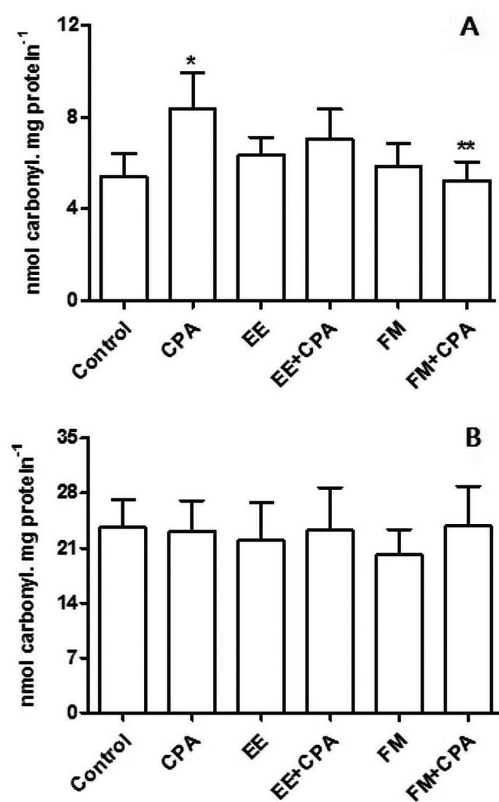 A
nmol carbonyl. mg protein-1
12
8
4
0
*
**
Control
CPA
EE
EE+CPA
FM
FM+CPA
B
nmol carbonyl. mg protein-1
35
28
21
14
7
0
Control
CPA
EE
EE+CPA
FM
FM+CPA